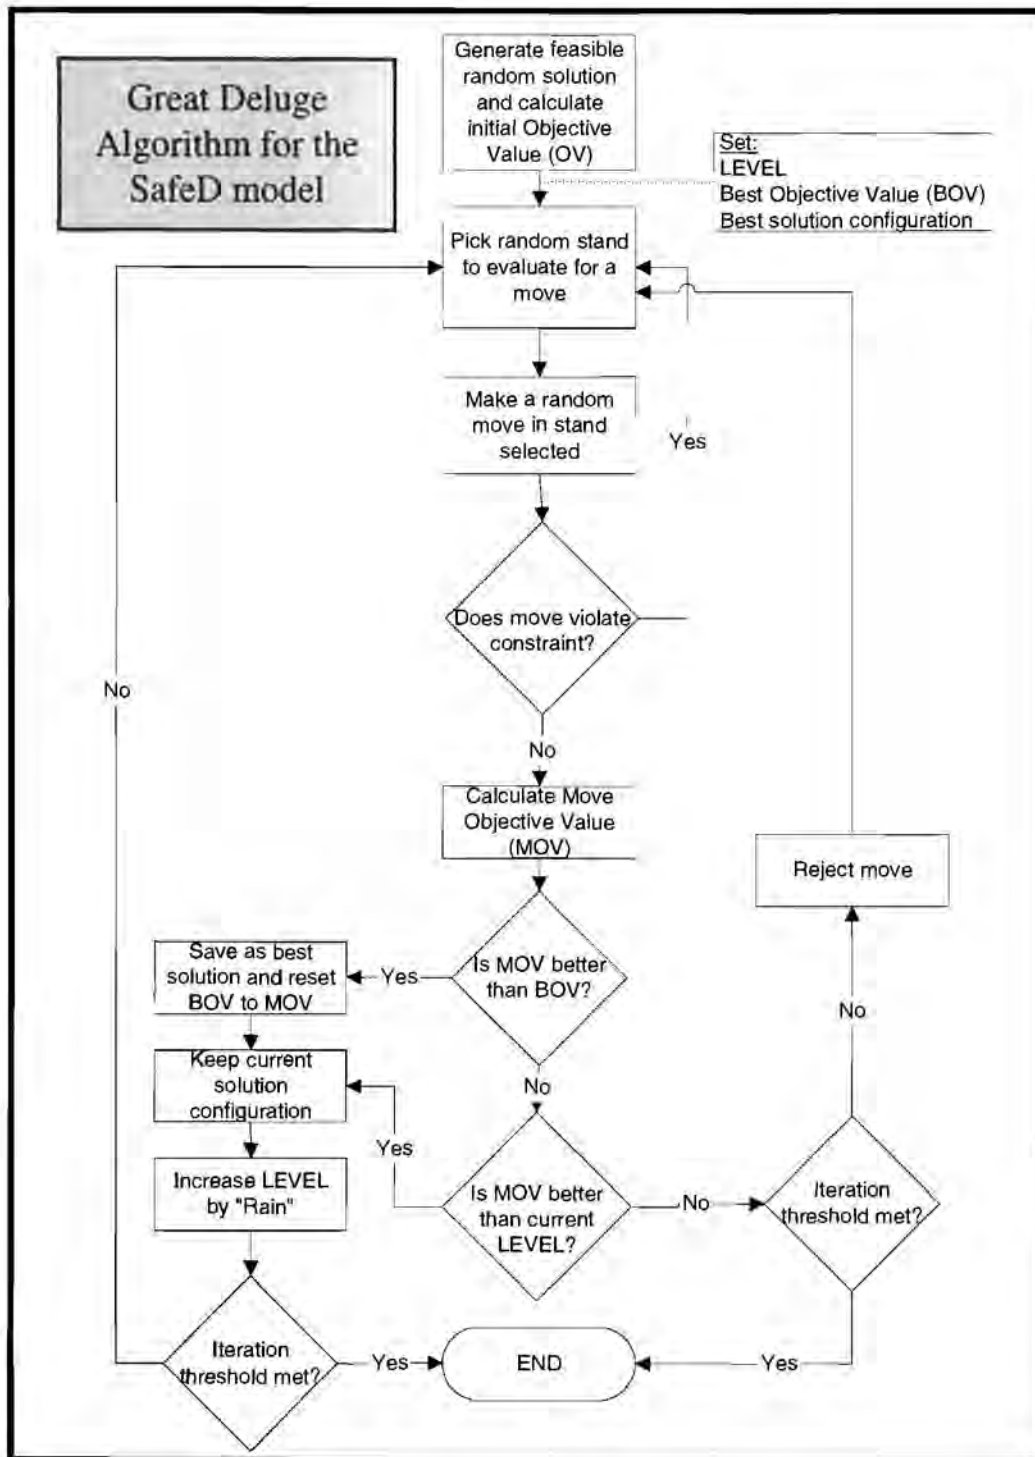 Great Deluge
Algorithm for the
SafeD model
Generate feasible
random solution
and calculate
initial Objective
Value (OV)
Set:
LEVEL
Best Objective Value (BOV)
Best solution configuration
Pick random stand
to evaluate for a
move
Make a random
move in stand
selected
Yes
Does move violate
constraint?
No
No
Calculate Move
Objective Value
(MOV)
Reject move
Is MOV better
than BOV?
Yes
Save as best
solution and reset
BOV to MOV
No
Keep current
solution
configuration
No
Yes
Increase LEVEL
by "Rain"
Is MOV better
than current
LEVEL?
No
Iteration
threshold met?
Iteration
threshold met?
Yes
END
Yes